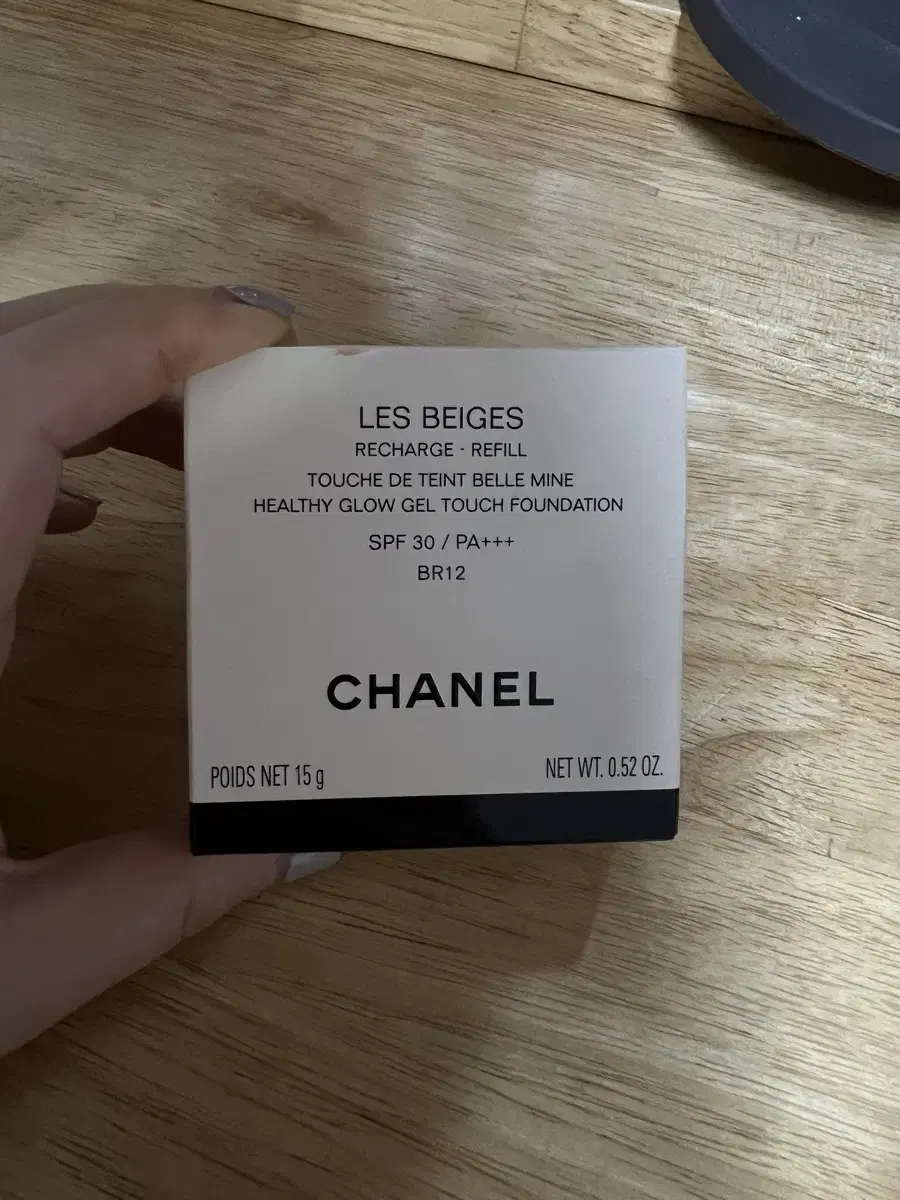 LES BEIGES
RECHARGE - REFILL
TOUCHE DE TEINT BELLE MINE
HEALTHY GLOW GEL TOUCH FOUNDATION
SPF 30 / PA+++
BR12
CHANEL
POIDS NET 15 g NET WT. 0.52 OZ.